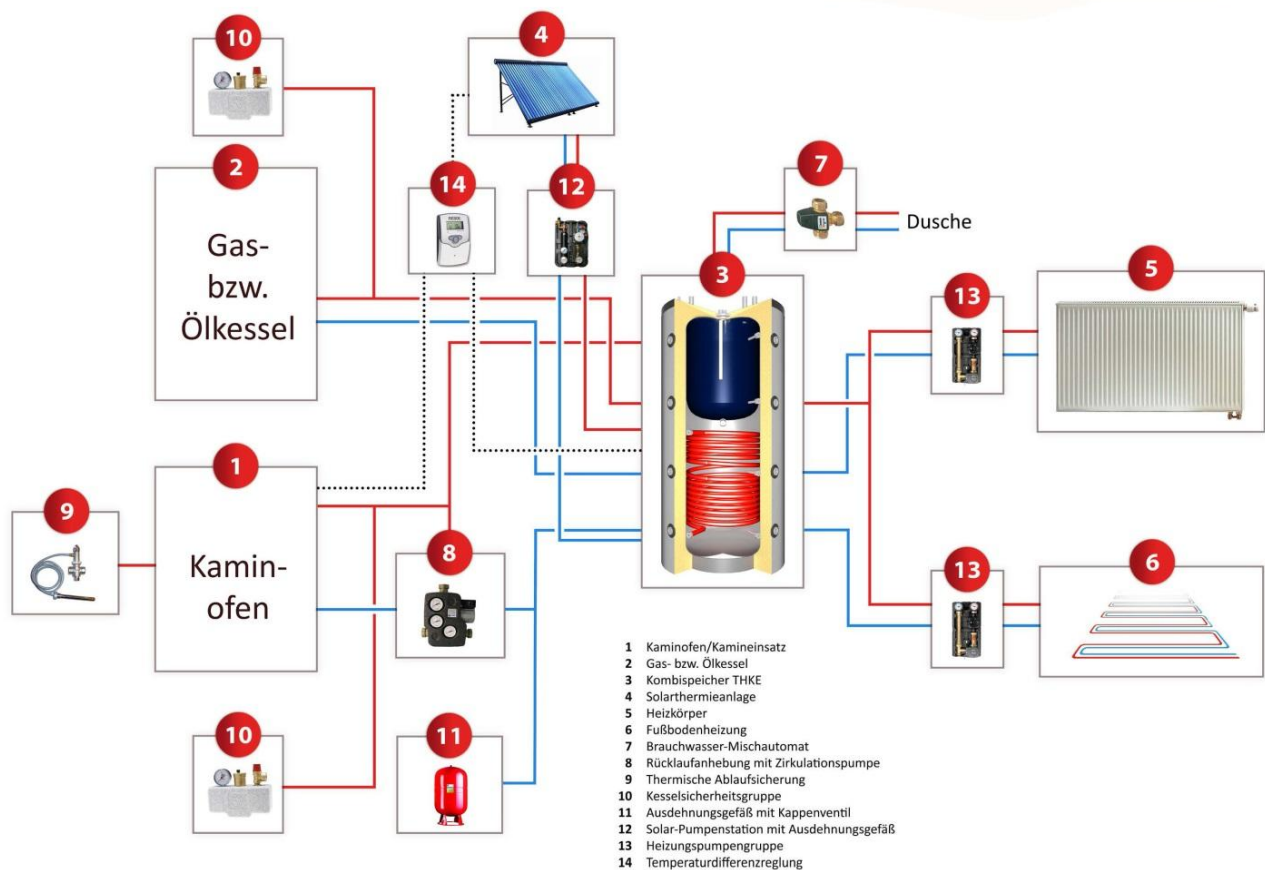 10
4
2
14
12
7
Dusche
Gas-
bzw.
Ölkessel
3
13
5
1
9
Kamin-
ofen
8
13
6
10
11
1 Kaminofen/Kamineinsatz
2 Gas- bzw. Ölkessel
3 Kombispeicher THKE
4 Solarthermieanlage
5 Heizkörper
6 Fußbodenheizung
7 Brauchwasser-Mischautomat
8 Rücklaufanhebung mit Zirkulationspumpe
9 Thermische Ablaufsicherung
10 Kesselsicherheitsgruppe
11 Ausdehnungsgefäß mit Kappenventil
12 Solar-Pumpenstation mit Ausdehnungsgefäß
13 Heizungspumpengruppe
14 Temperaturdifferenzreglung